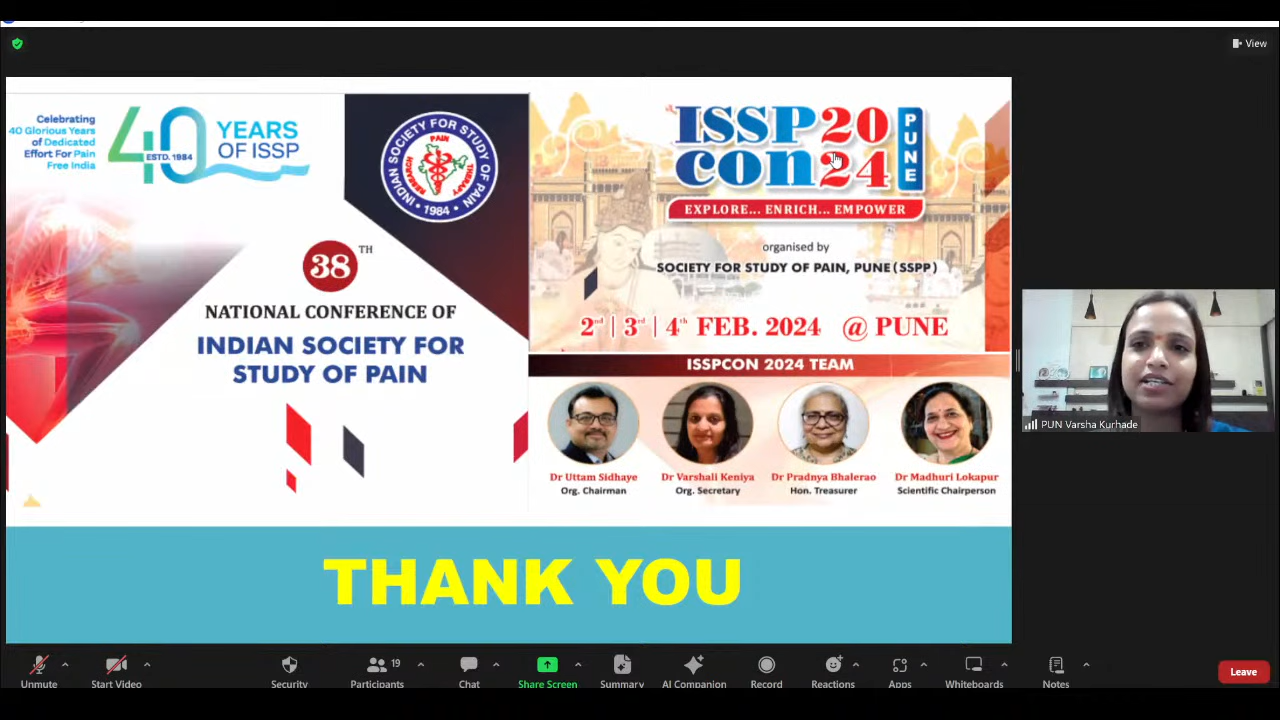 View
Celebrating
40 Glorious Years
of Dedicated
Effort For Pain
Free India
40
ESTD. 1984
YEARS
OF ISSP
INDIAN SOCIETY FOR STUDY OF PAIN
PAIN
RESEARCH
THERAPY
• 1984 •
38TH
NATIONAL CONFERENCE OF
INDIAN SOCIETY FOR
STUDY OF PAIN
ISSP 20
con 24
PUNE
EXPLORE... ENRICH... EMPOWER
organised by
SOCIETY FOR STUDY OF PAIN, PUNE (SSPP)
2nd | 3rd | 4th FEB. 2024 @ PUNE
ISSPCON 2024 TEAM
Dr Uttam Sidhaye
Org. Chairman
Dr Varshali Keniya
Org. Secretary
Dr Pradnya Bhalerao
Hon. Treasurer
Dr Madhuri Lokapur
Scientific Chairperson
THANK YOU
PUN Varsha Kurhade
Unmute
Start Video
Security
19
Participants
Chat
Share Screen
Summary
AI Companion
Record
Reactions
Apps
Whiteboards
Notes
Leave